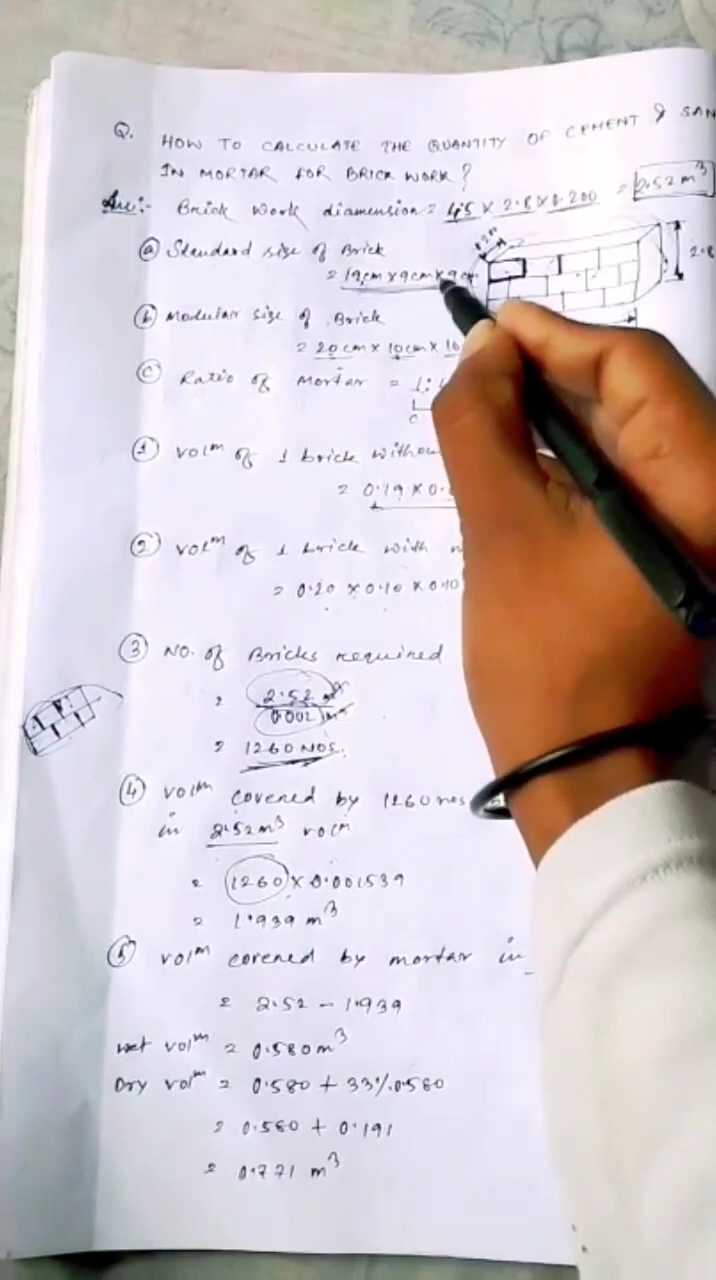 Q. HOW TO CALCULATE THE QUANTITY OF CEMENT & SAN
IN MORTAR FOR BRICK WORK?
Ans:- Brick work diamension = 4.5 × 2.8 × 0.200 = 2.52 m³
ⓐ Standard size of Brick
= 19cm × 9cm × 9cm
2.8
ⓑ Modular size of Brick
= 20cm × 10cm × 10
ⓒ Ratio of mortar = 1:
C
① volm of 1 brick withou
= 0.19 × 0.
② volm of 1 brick with
= 0.20 × 0.10 × 0.10
③ NO. of Bricks required
= 2.52 m³
0.002 m³
= 1260 NOS.
④ volm covered by 1260 nos
in 2.52m³ volm
= 1260 × 0.001539
= 1.939 m³
⑤ volm covered by mortar in
= 2.52 - 1.939
wet volm = 0.580 m³
Dry volm = 0.580 + 33%.0.580
= 0.580 + 0.191
= 0.771 m³